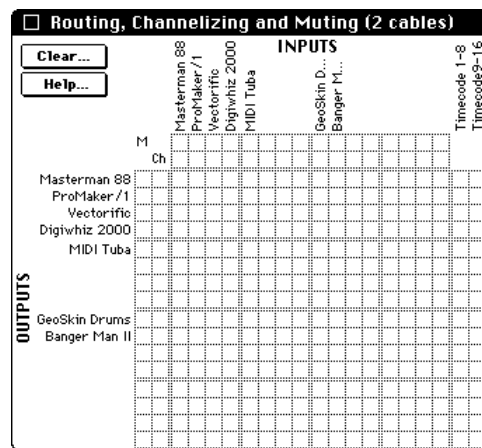 Routing, Channelizing and Muting (2 cables)
Clear...
Help...
INPUTS
Masterman 88
ProMaker/1
Vectorific
Digiwhiz 2000
MIDI Tuba
GeoSkin D...
Banger M...
Timecode 1-8
Timecode9-16
M
Ch
OUTPUTS
Masterman 88
ProMaker/1
Vectorific
Digiwhiz 2000
MIDI Tuba
GeoSkin Drums
Banger Man II